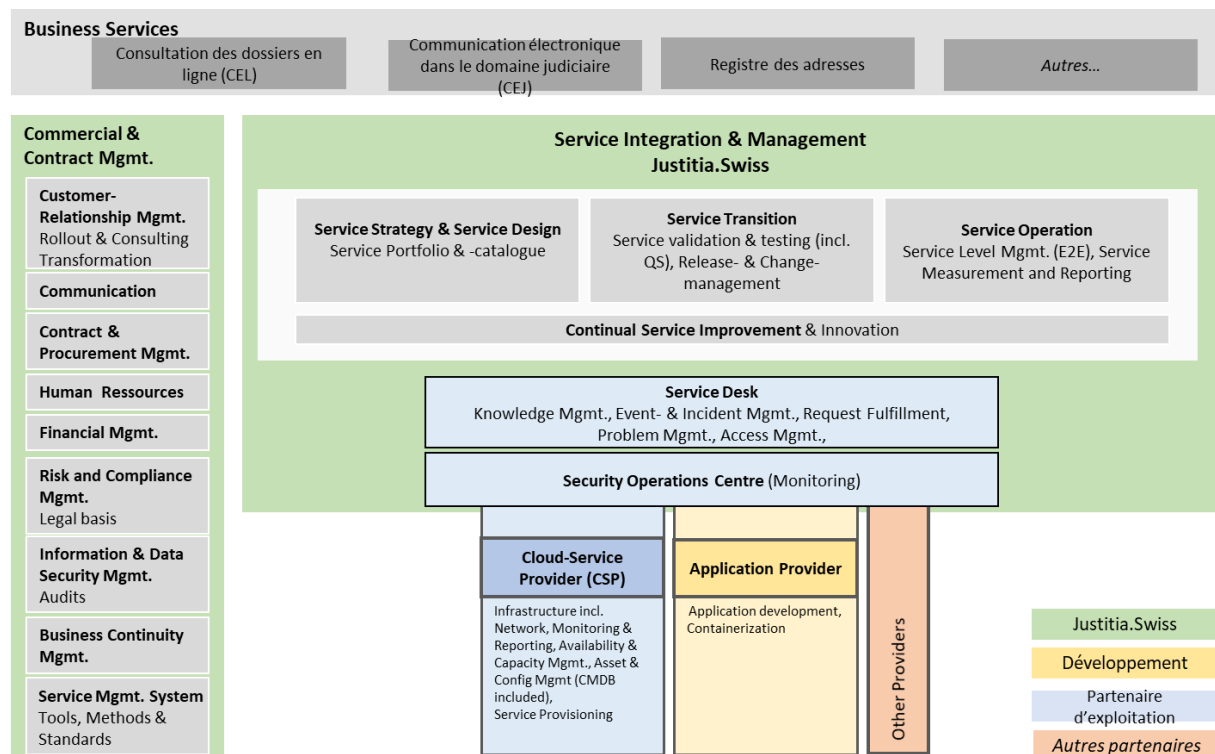 Business Services
Consultation des dossiers en
ligne (CEL)
Communication électronique
dans le domaine judiciaire
(CEJ)
Registre des adresses
Autres...
Commercial &
Contract Mgmt.
Customer-
Relationship Mgmt.
Rollout & Consulting
Transformation
Communication
Contract &
Procurement Mgmt.
Human Ressources
Financial Mgmt.
Risk and Compliance
Mgmt.
Legal basis
Information & Data
Security Mgmt.
Audits
Business Continuity
Mgmt.
Service Mgmt. System
Tools, Methods &
Standards
Service Integration & Management
Justitia.Swiss
Service Strategy & Service Design
Service Portfolio & -catalogue
Service Transition
Service validation & testing (incl.
QS), Release- & Change-
management
Service Operation
Service Level Mgmt. (E2E), Service
Measurement and Reporting
Continual Service Improvement & Innovation
Service Desk
Knowledge Mgmt., Event- & Incident Mgmt., Request Fulfillment,
Problem Mgmt., Access Mgmt.,
Security Operations Centre (Monitoring)
Cloud-Service
Provider (CSP)
Infrastructure incl.
Network, Monitoring &
Reporting, Availability &
Capacity Mgmt., Asset &
Config Mgmt (CMDB
included),
Service Provisioning
Application Provider
Application development,
Containerization
Other Providers
Justitia.Swiss
Développement
Partenaire
d'exploitation
Autres partenaires